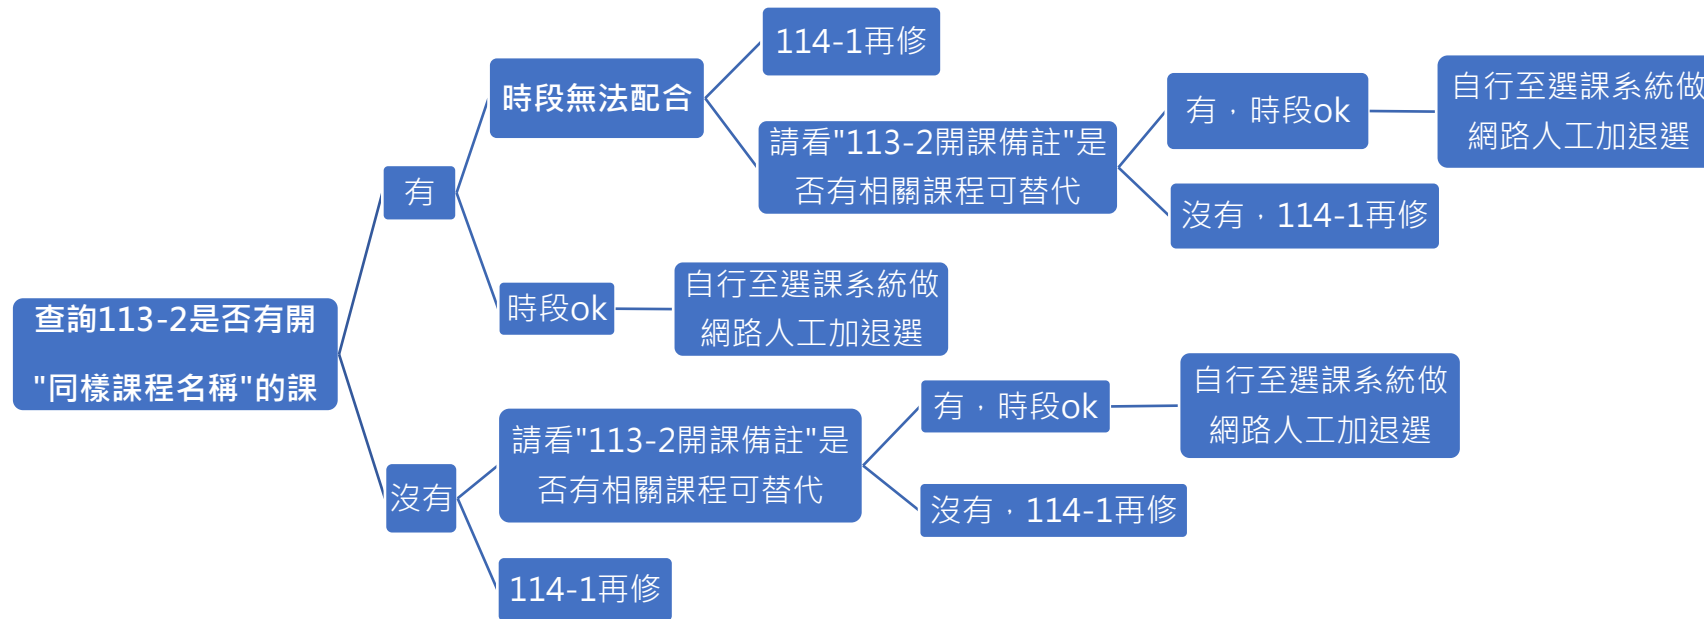 查詢113-2是否有開
"同樣課程名稱"的課
有
時段無法配合
114-1再修
請看"113-2開課備註"是
否有相關課程可替代
有，時段ok
自行至選課系統做
網路人工加退選
沒有，114-1再修
時段ok
自行至選課系統做
網路人工加退選
沒有
請看"113-2開課備註"是
否有相關課程可替代
有，時段ok
自行至選課系統做
網路人工加退選
沒有，114-1再修
114-1再修